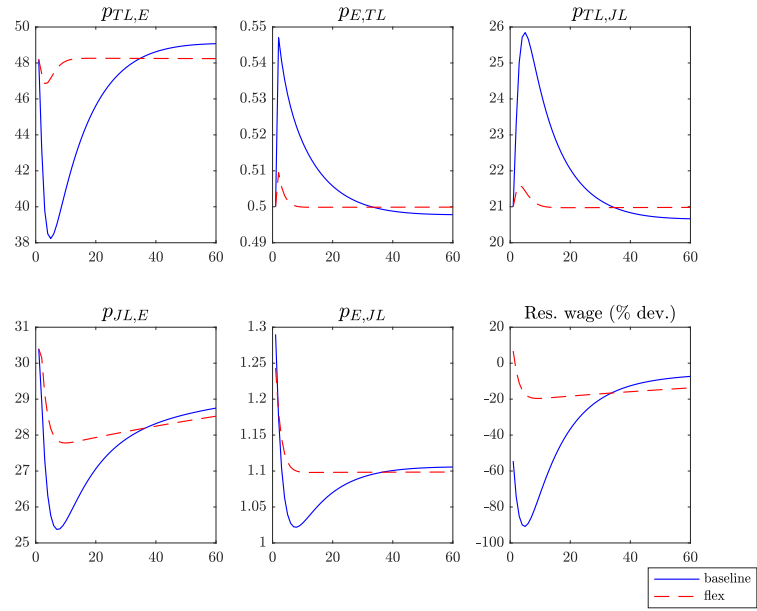 p_{TL,E} p_{E,TL} p_{TL,JL}
50 0.55 26
48 0.54 25
46 0.53 24
44 0.52 23
42 0.51 22
40 0.5 21
38 0.49 20
0 20 40 60 0 20 40 60 0 20 40 60
p_{JL,E} p_{E,JL} Res. wage (% dev.)
31 1.3 20
30 1.25 0
29 1.2 -20
28 1.15 -40
27 1.1 -60
26 1.05 -80
25 1 -100
0 20 40 60 0 20 40 60 0 20 40 60
baseline
flex